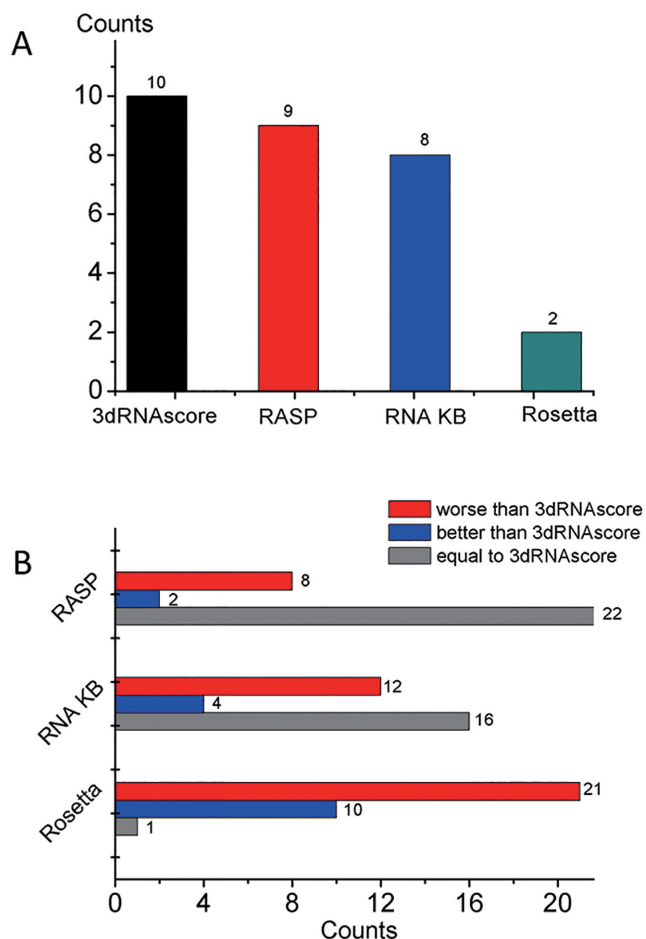 A
Counts
10
9
8
2
10
8
6
4
2
0
3dRNAscore RASP RNA KB Rosetta
B
worse than 3dRNAscore
better than 3dRNAscore
equal to 3dRNAscore
RASP
8
2
22
RNA KB
12
4
16
Rosetta
21
10
1
0 4 8 12 16 20
Counts